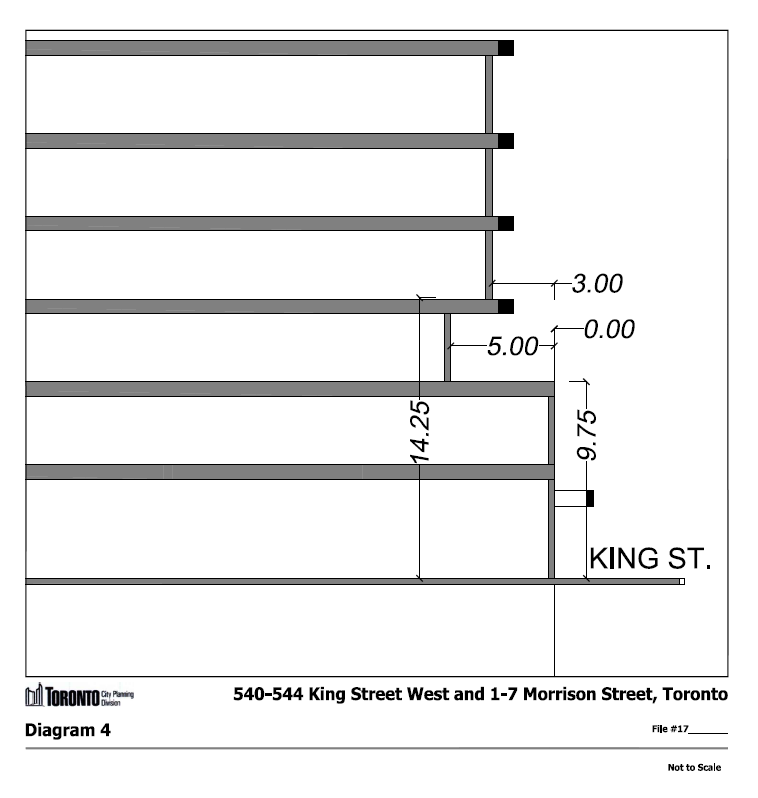 3.00
0.00
5.00
14.25
9.75
KING ST.
TORONTO City Planning
Division
540-544 King Street West and 1-7 Morrison Street, Toronto
Diagram 4
File #17_______
Not to Scale